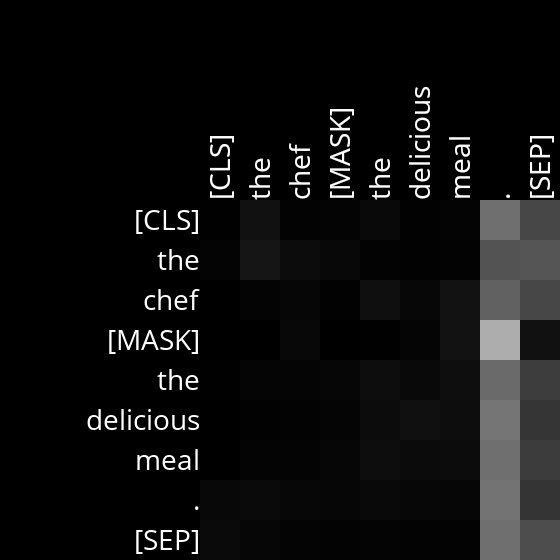 [CLS]
the
chef
[MASK]
the
delicious
meal
.
[SEP]
[CLS]
the
chef
[MASK]
the
delicious
meal
.
[SEP]